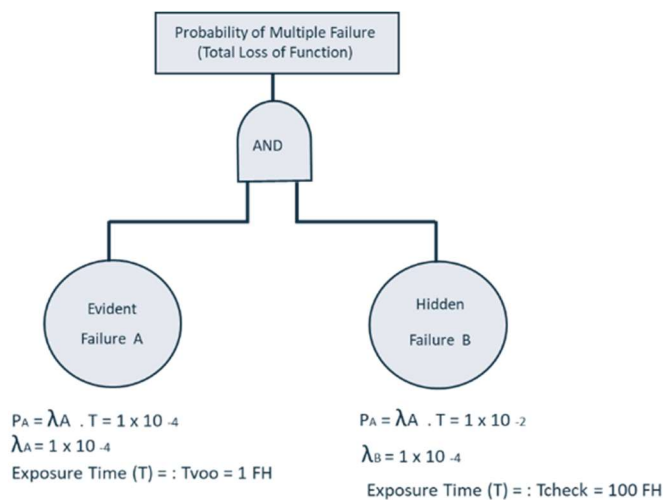 Probability of Multiple Failure
(Total Loss of Function)
AND
Evident
Failure A
Hidden
Failure B
PA = λA . T = 1 x 10 -4
λA = 1 x 10 -4
Exposure Time (T) = : Tvoo = 1 FH
PA = λA . T = 1 x 10 -2
λB = 1 x 10 -4
Exposure Time (T) = : Tcheck = 100 FH